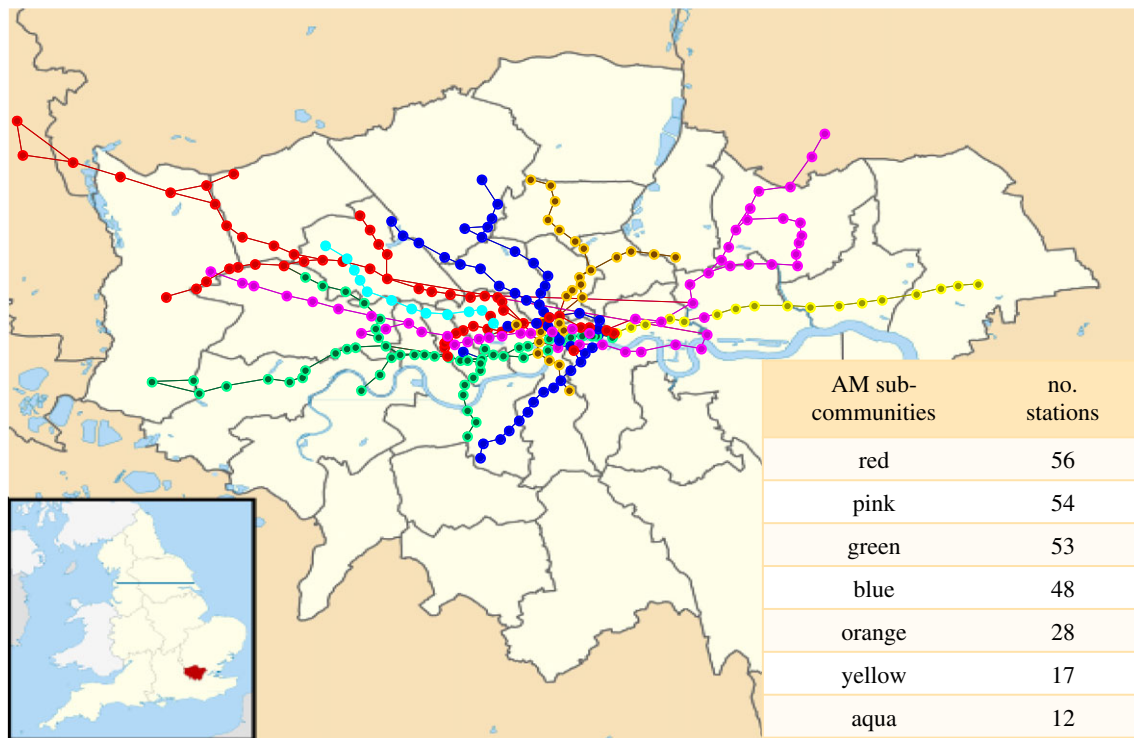 AM sub-
communities
no.
stations
red 56
pink 54
green 53
blue 48
orange 28
yellow 17
aqua 12